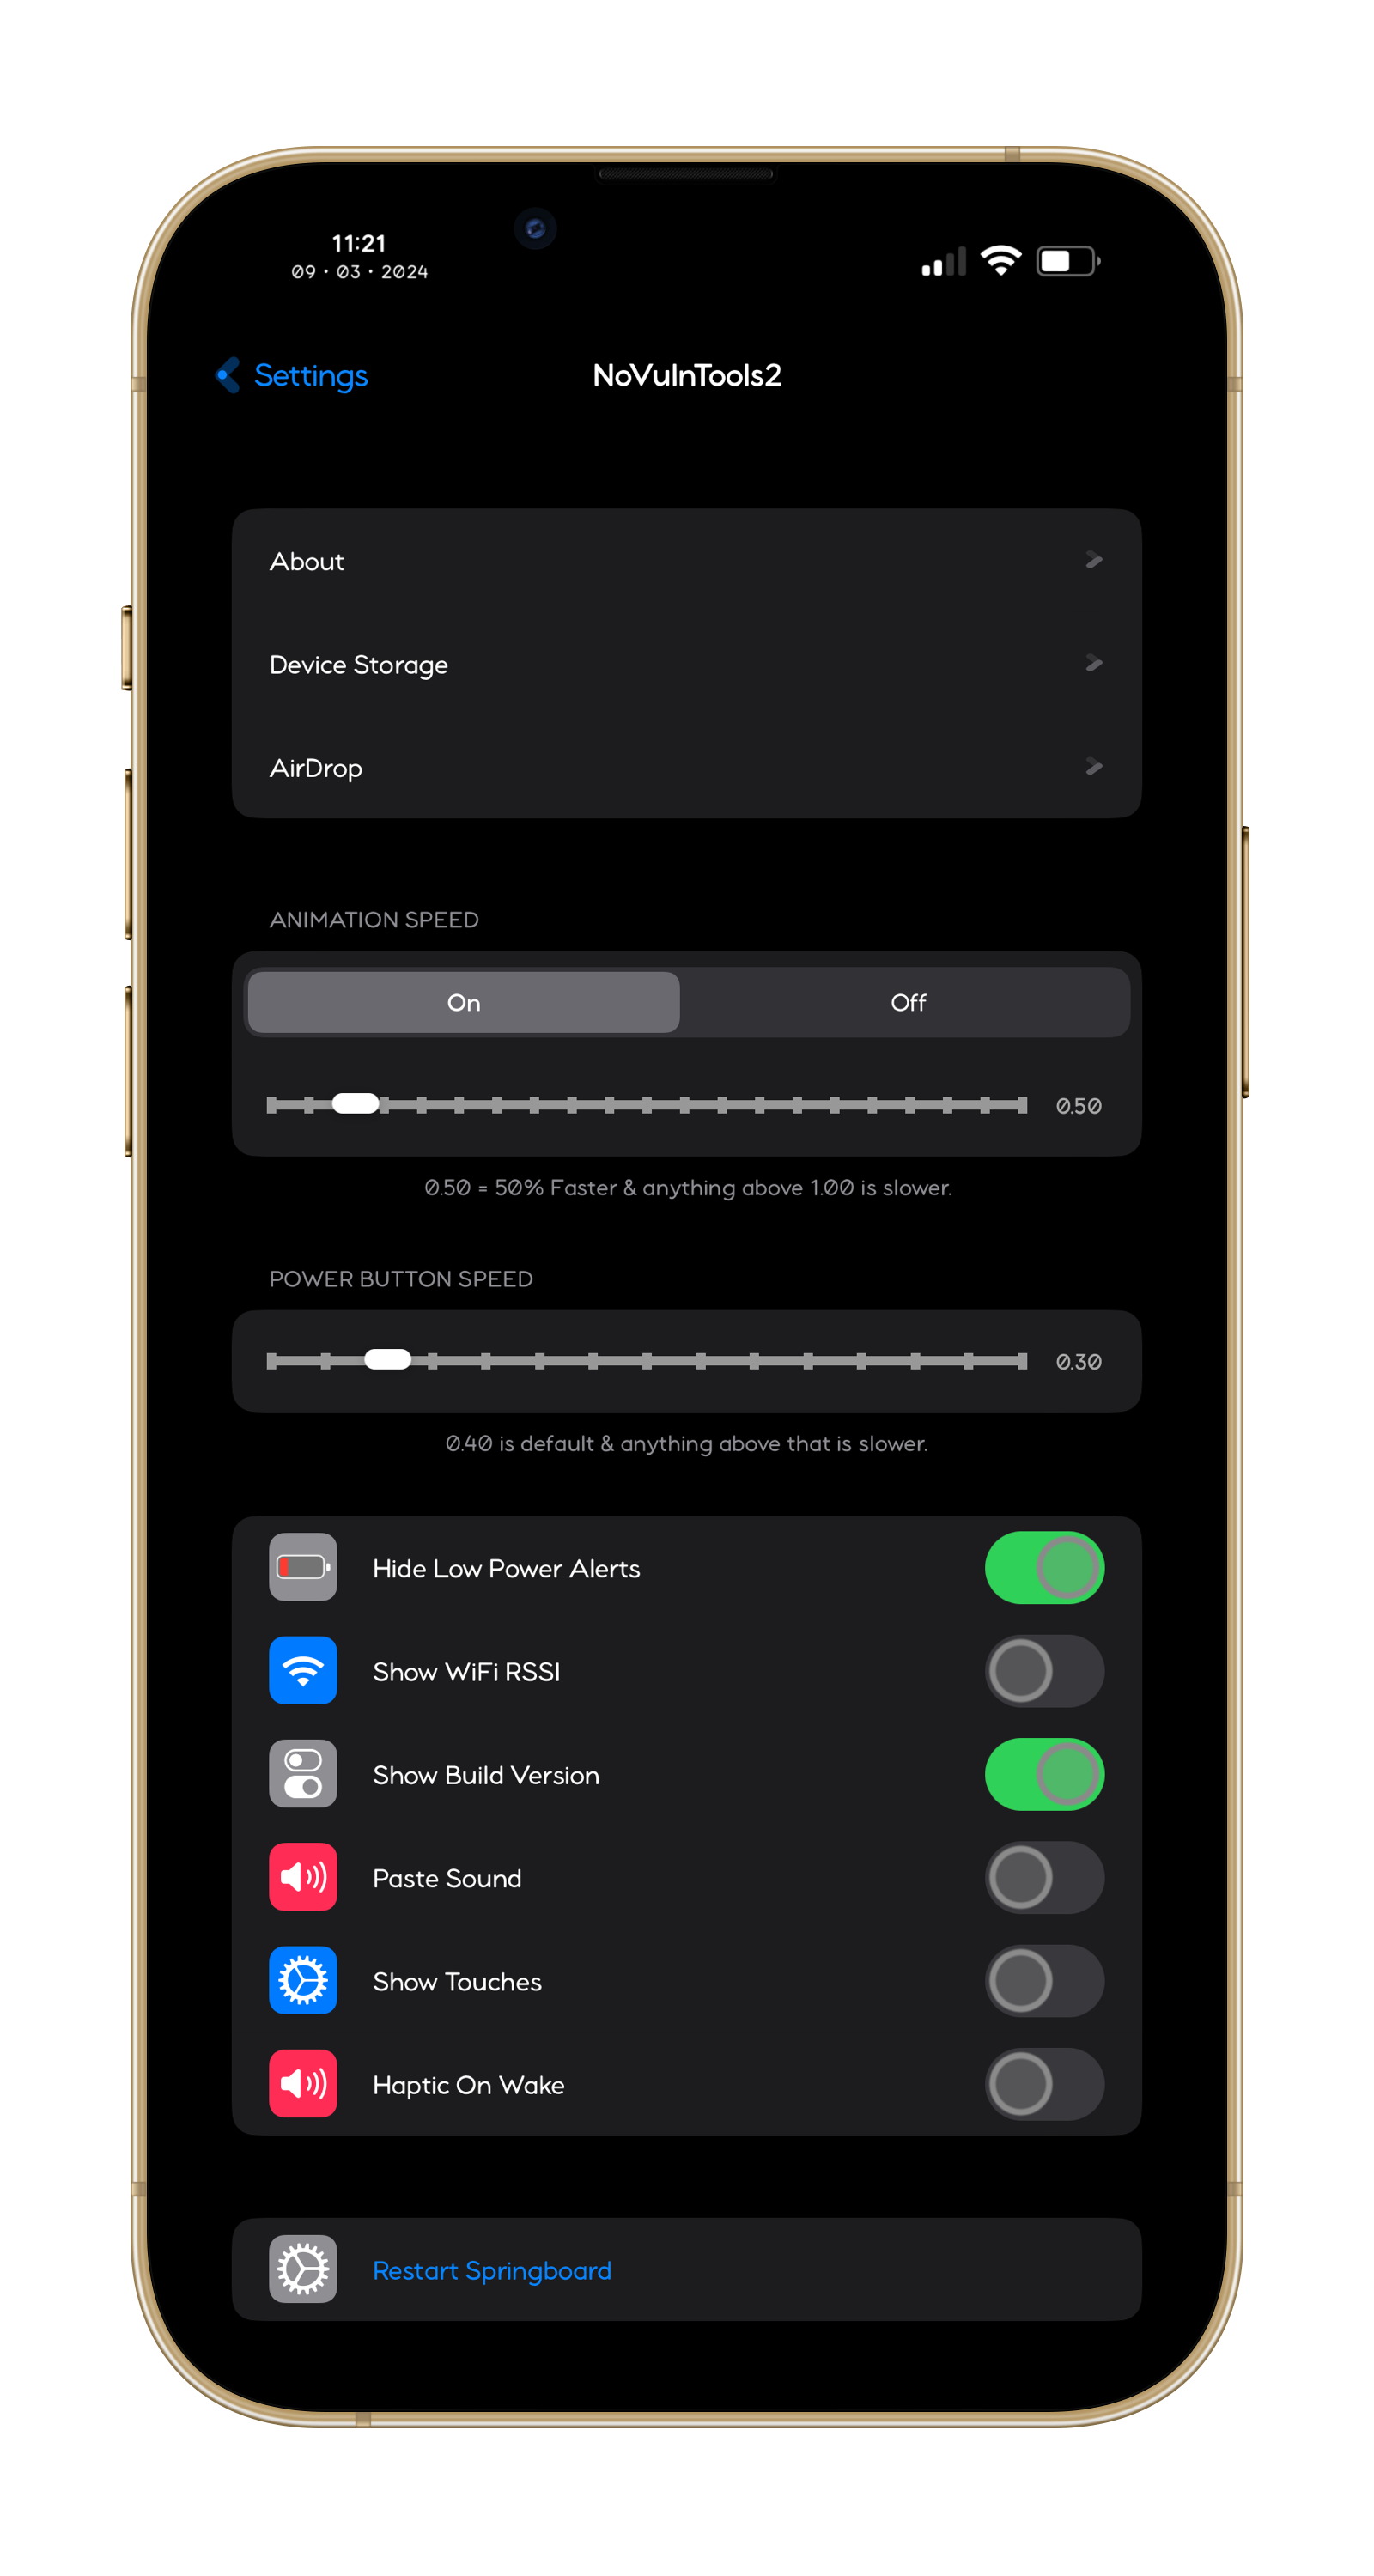 11:21
09 • 03 • 2024
Settings
NoVulnTools2
About
Device Storage
AirDrop
ANIMATION SPEED
On
Off
0.50
0.50 = 50% Faster & anything above 1.00 is slower.
POWER BUTTON SPEED
0.30
0.40 is default & anything above that is slower.
Hide Low Power Alerts
Show WiFi RSSI
Show Build Version
Paste Sound
Show Touches
Haptic On Wake
Restart Springboard